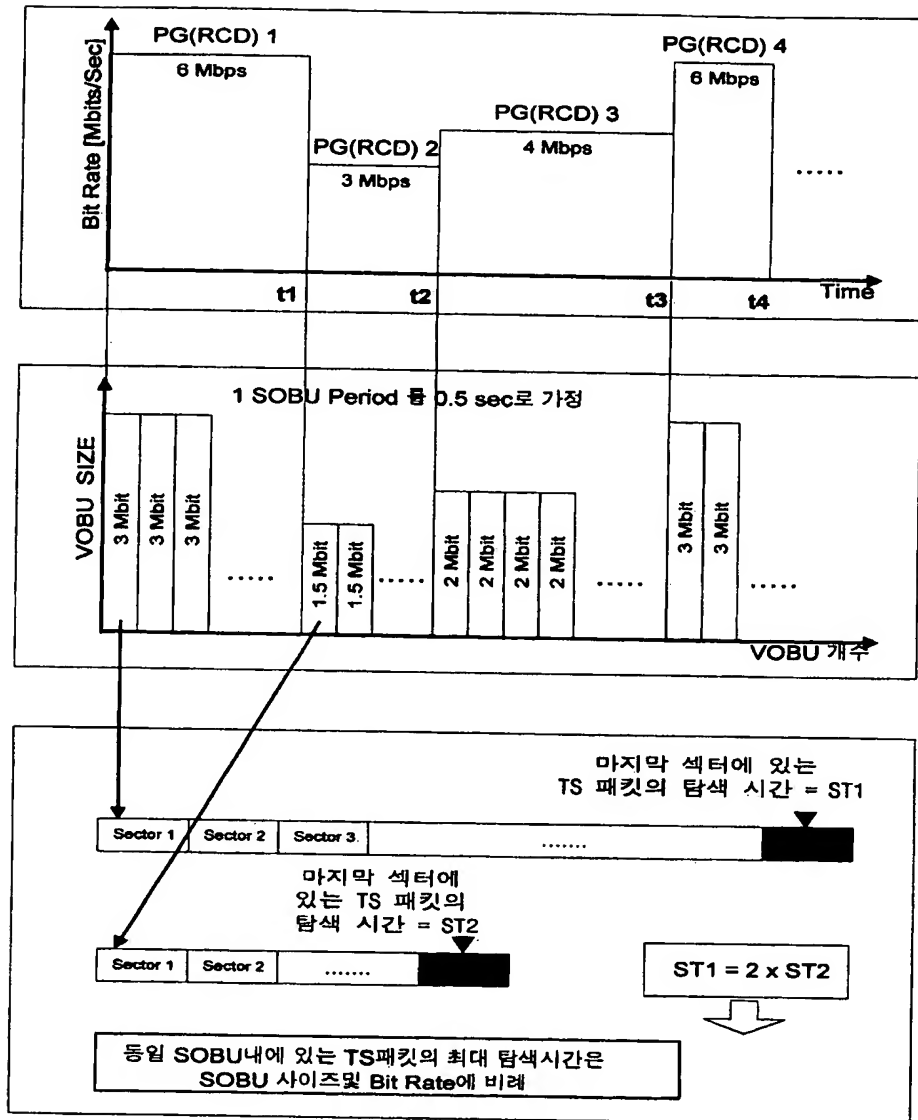 Bit Rate [Mbits/Sec]
PG(RCD) 1
6 Mbps
PG(RCD) 2
3 Mbps
PG(RCD) 3
4 Mbps
PG(RCD) 4
6 Mbps
.....
t1
t2
t3
t4
Time
1 SOBU Period 를 0.5 sec로 가정
VOBU SIZE
3 Mbit
3 Mbit
3 Mbit
.....
1.5 Mbit
1.5 Mbit
.....
2 Mbit
2 Mbit
2 Mbit
2 Mbit
.....
3 Mbit
3 Mbit
.....
VOBU 개수
마지막 섹터에 있는
TS 패킷의 탐색 시간 = ST1
Sector 1
Sector 2
Sector 3
.......
마지막 섹터에
있는 TS 패킷의
탐색 시간 = ST2
Sector 1
Sector 2
.......
ST1 = 2 x ST2
동일 SOBU내에 있는 TS패킷의 최대 탐색시간은
SOBU 사이즈및 Bit Rate에 비례